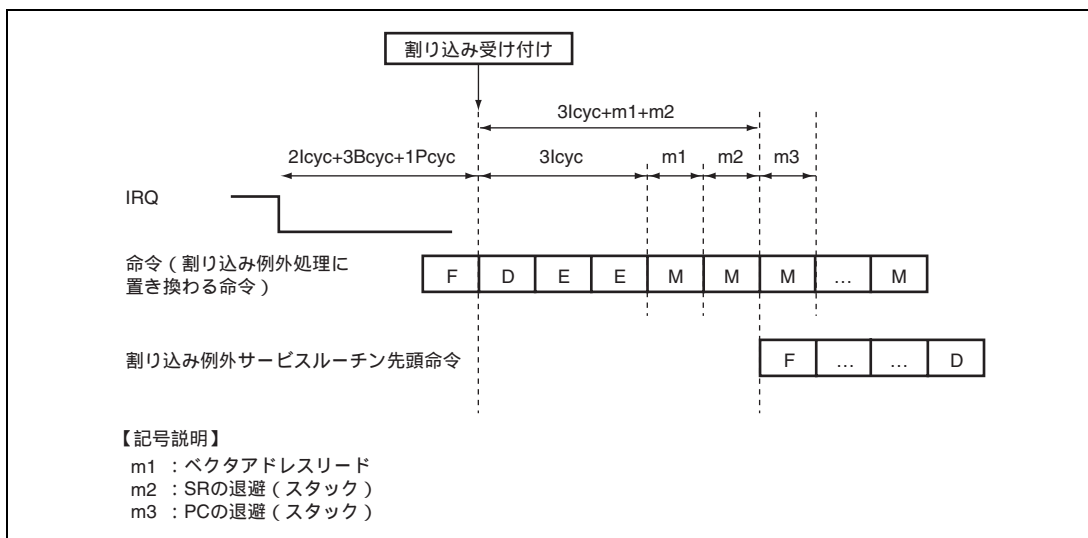 割り込み受け付け
3Icyc+m1+m2
2Icyc+3Bcyc+1Pcyc 3Icyc m1 m2 m3
IRQ
命令（割り込み例外処理に
置き換わる命令）
F D E E M M M … M
割り込み例外サービスルーチン先頭命令
F … … D
【記号説明】
m1 ：ベクタアドレスリード
m2 ：SRの退避（スタック）
m3 ：PCの退避（スタック）